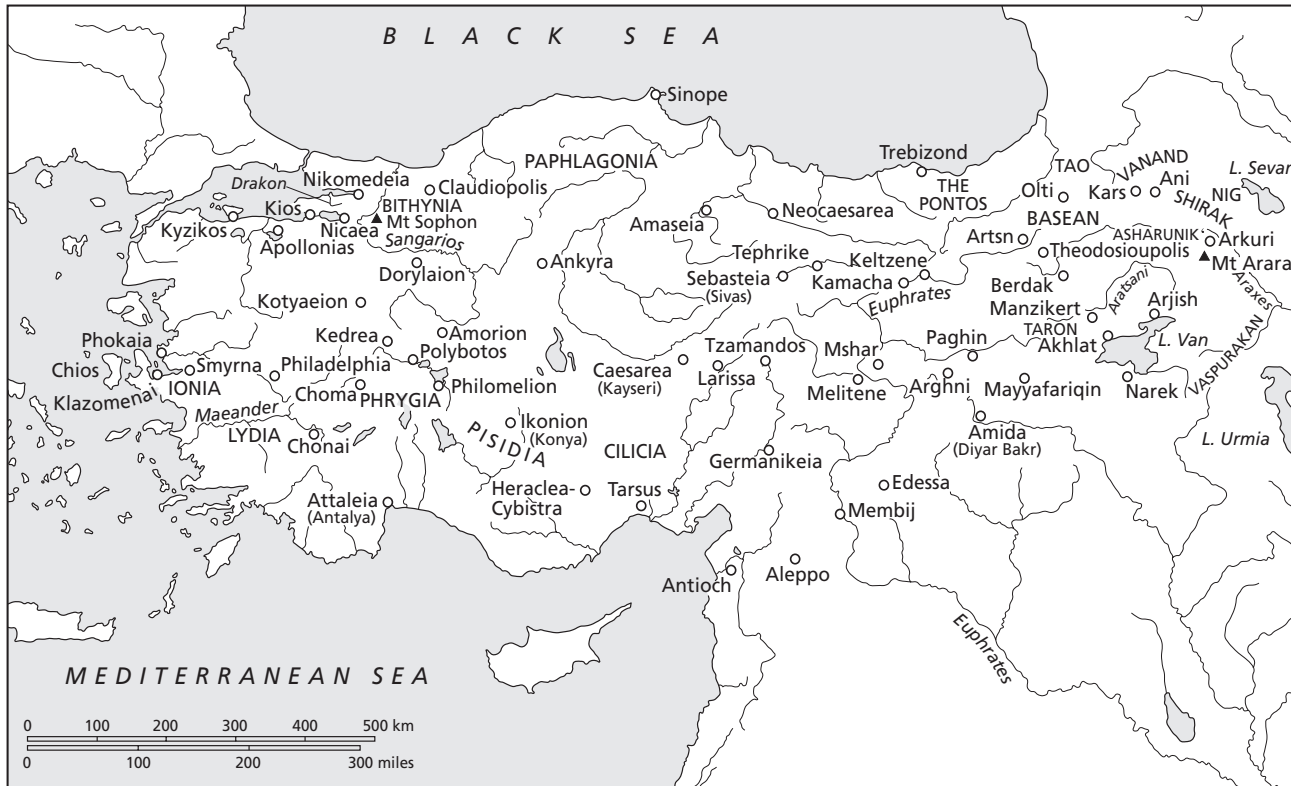 BLACK SEA
Sinope
PAPHLAGONIA
Trebizond
TAO
VANAND
L. Sevan
Drakon
Nikomedeia
Claudiopolis
THE
PONTOS
Olti
Kars
Ani
NIG
SHIRAK
Kios
BITHYNIA
Mt Sophon
Kyzikos
Nicaea
Sangarios
Apollonias
Amaseia
Neocaesarea
BASEAN
Artsn
ASHARUNIK'
Arkuri
Theodosioupolis
Mt Arara
Dorylaion
Ankyra
Tephrike
Keltzene
Sebasteia
(Sivas)
Kamacha
Euphrates
Berdak
Manzikert
Aratsani
Arjish
Araxes
Kotyaeion
Kedrea
Amorion
Polybotos
Phokaia
Chios
Smyrna
Philadelphia
Klazomenai
IONIA
Choma
PHRYGIA
Philomelion
Caesarea
(Kayseri)
Larissa
Tzamandos
Mshar
Melitene
Paghin
Arghni
TARON
Akhlat
L. Van
Mayyafariqin
Narek
VASPURAKAN
Maeander
LYDIA
Chonai
PISIDIA
Ikonion
(Konya)
CILICIA
Germanikeia
Amida
(Diyar Bakr)
L. Urmia
Attaleia
(Antalya)
Heraclea-
Cybistra
Tarsus
Edessa
Membij
Antioch
Aleppo
Euphrates
MEDITERRANEAN SEA
0 100 200 300 400 500 km
0 100 200 300 miles